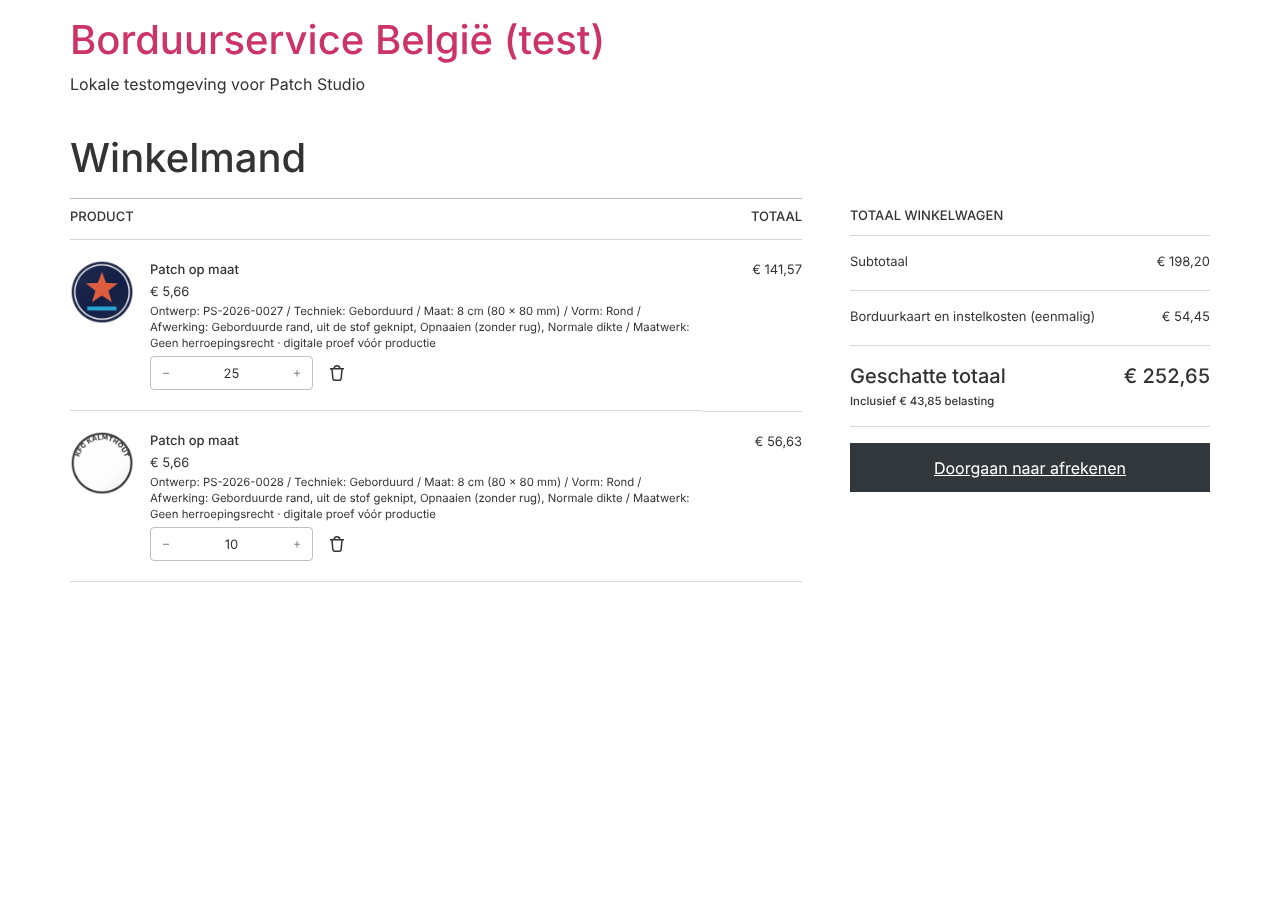 Borduurservice België (test)
Lokale testomgeving voor Patch Studio
Winkelmand
PRODUCT
TOTAAL
Patch op maat
€ 141,57
€ 5,66
Ontwerp: PS-2026-0027 / Techniek: Geborduurd / Maat: 8 cm (80 × 80 mm) / Vorm: Rond /
Afwerking: Geborduurde rand, uit de stof geknipt, Opnaaien (zonder rug), Normale dikte / Maatwerk:
Geen herroepingsrecht · digitale proef vóór productie
− 25 +
KFC KALMTHOUT
Patch op maat
€ 56,63
€ 5,66
Ontwerp: PS-2026-0028 / Techniek: Geborduurd / Maat: 8 cm (80 × 80 mm) / Vorm: Rond /
Afwerking: Geborduurde rand, uit de stof geknipt, Opnaaien (zonder rug), Normale dikte / Maatwerk:
Geen herroepingsrecht · digitale proef vóór productie
− 10 +
TOTAAL WINKELWAGEN
Subtotaal € 198,20
Borduurkaart en instelkosten (eenmalig) € 54,45
Geschatte totaal € 252,65
Inclusief € 43,85 belasting
Doorgaan naar afrekenen